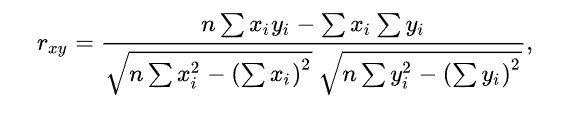 r_{xy} = \frac{n \sum x_i y_i - \sum x_i \sum y_i}{\sqrt{n \sum x_i^2 - (\sum x_i)^2} \sqrt{n \sum y_i^2 - (\sum y_i)^2}},